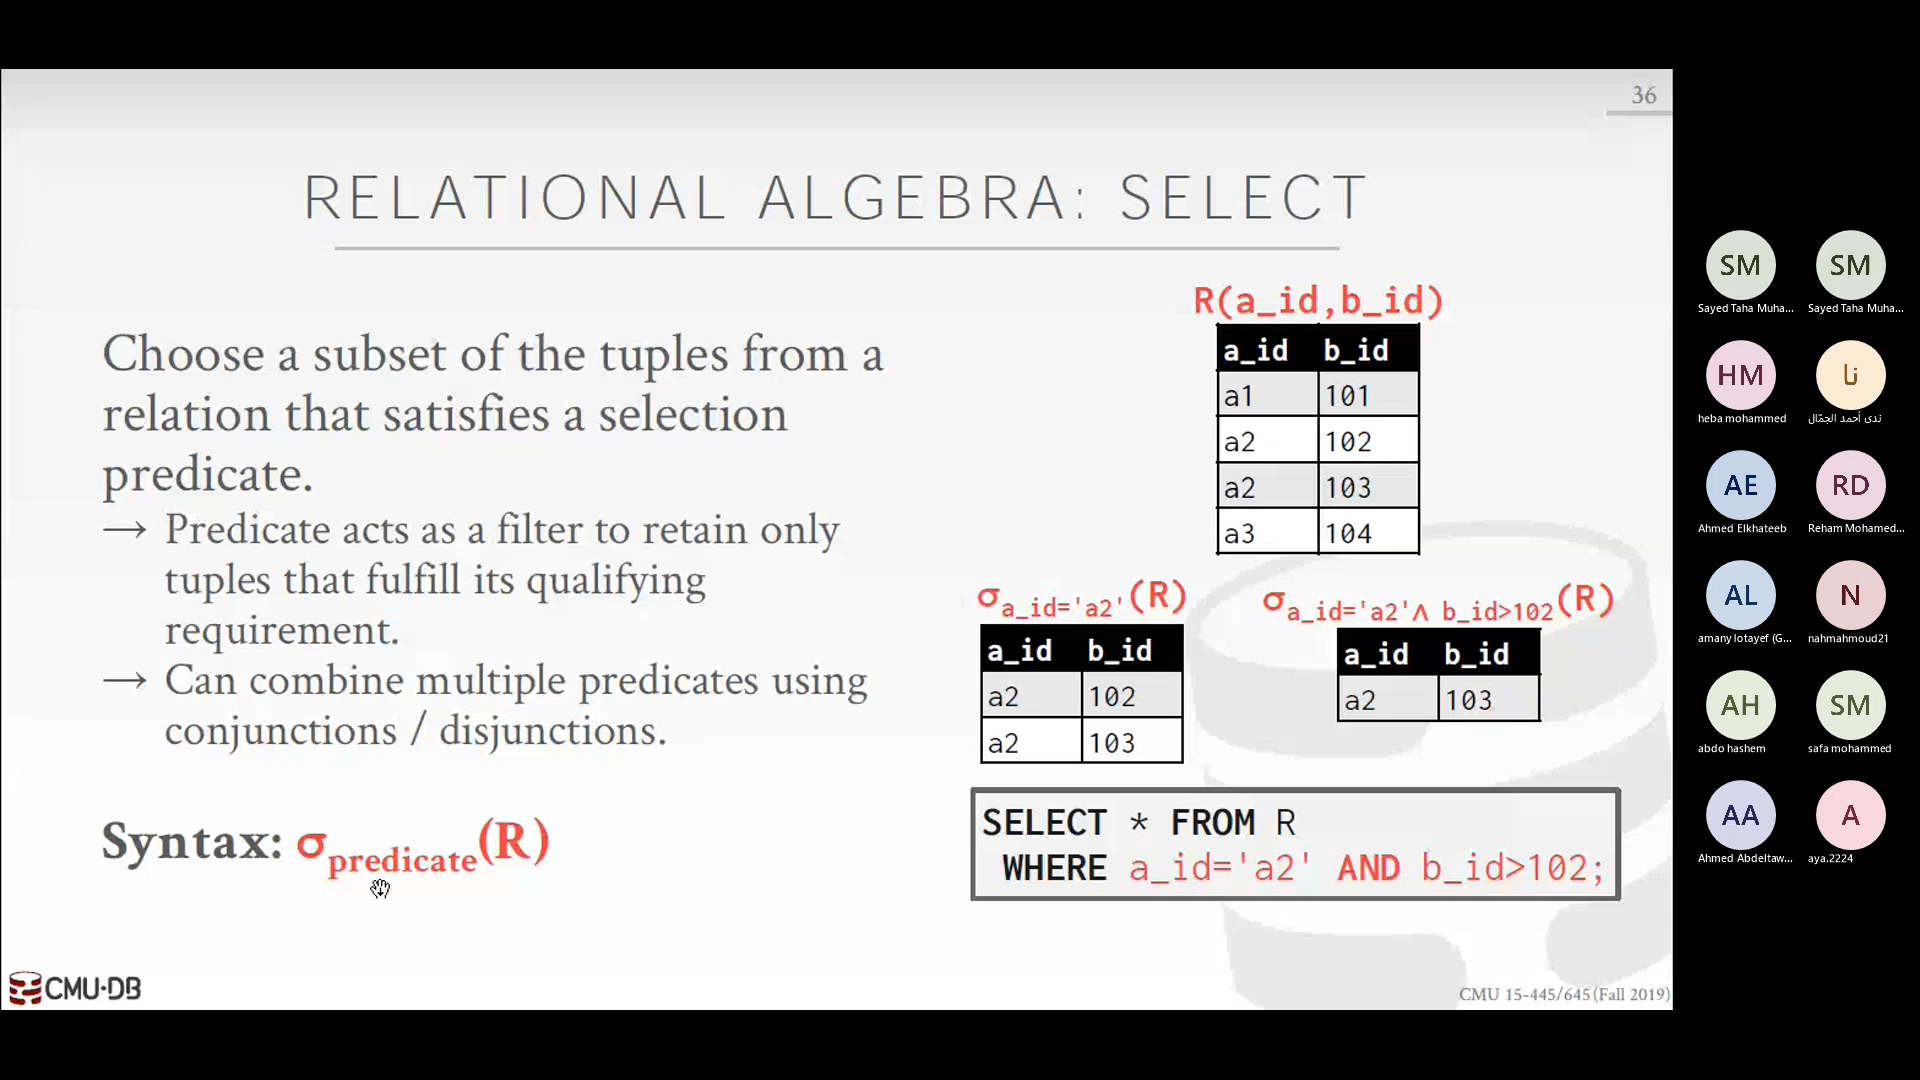 36
RELATIONAL ALGEBRA: SELECT
Choose a subset of the tuples from a
relation that satisfies a selection
predicate.
→ Predicate acts as a filter to retain only
tuples that fulfill its qualifying
requirement.
→ Can combine multiple predicates using
conjunctions / disjunctions.
Syntax: σpredicate(R)
R(a_id,b_id)
a_id b_id
a1 101
a2 102
a2 103
a3 104
σa_id='a2'(R)
a_id b_id
a2 102
a2 103
σa_id='a2'∧ b_id>102(R)
a_id b_id
a2 103
SELECT * FROM R
WHERE a_id='a2' AND b_id>102;
CMU·DB
CMU 15-445/645 (Fall 2019)
SM SM
Sayed Taha Muha... Sayed Taha Muha...
HM نا
heba mohammed ندى أحمد الجمّال
AE RD
Ahmed Elkhateeb Reham Mohamed...
AL N
amany lotayef (G... nahmahmoud21
AH SM
abdo hashem safa mohammed
AA A
Ahmed Abdeltaw... aya.2224